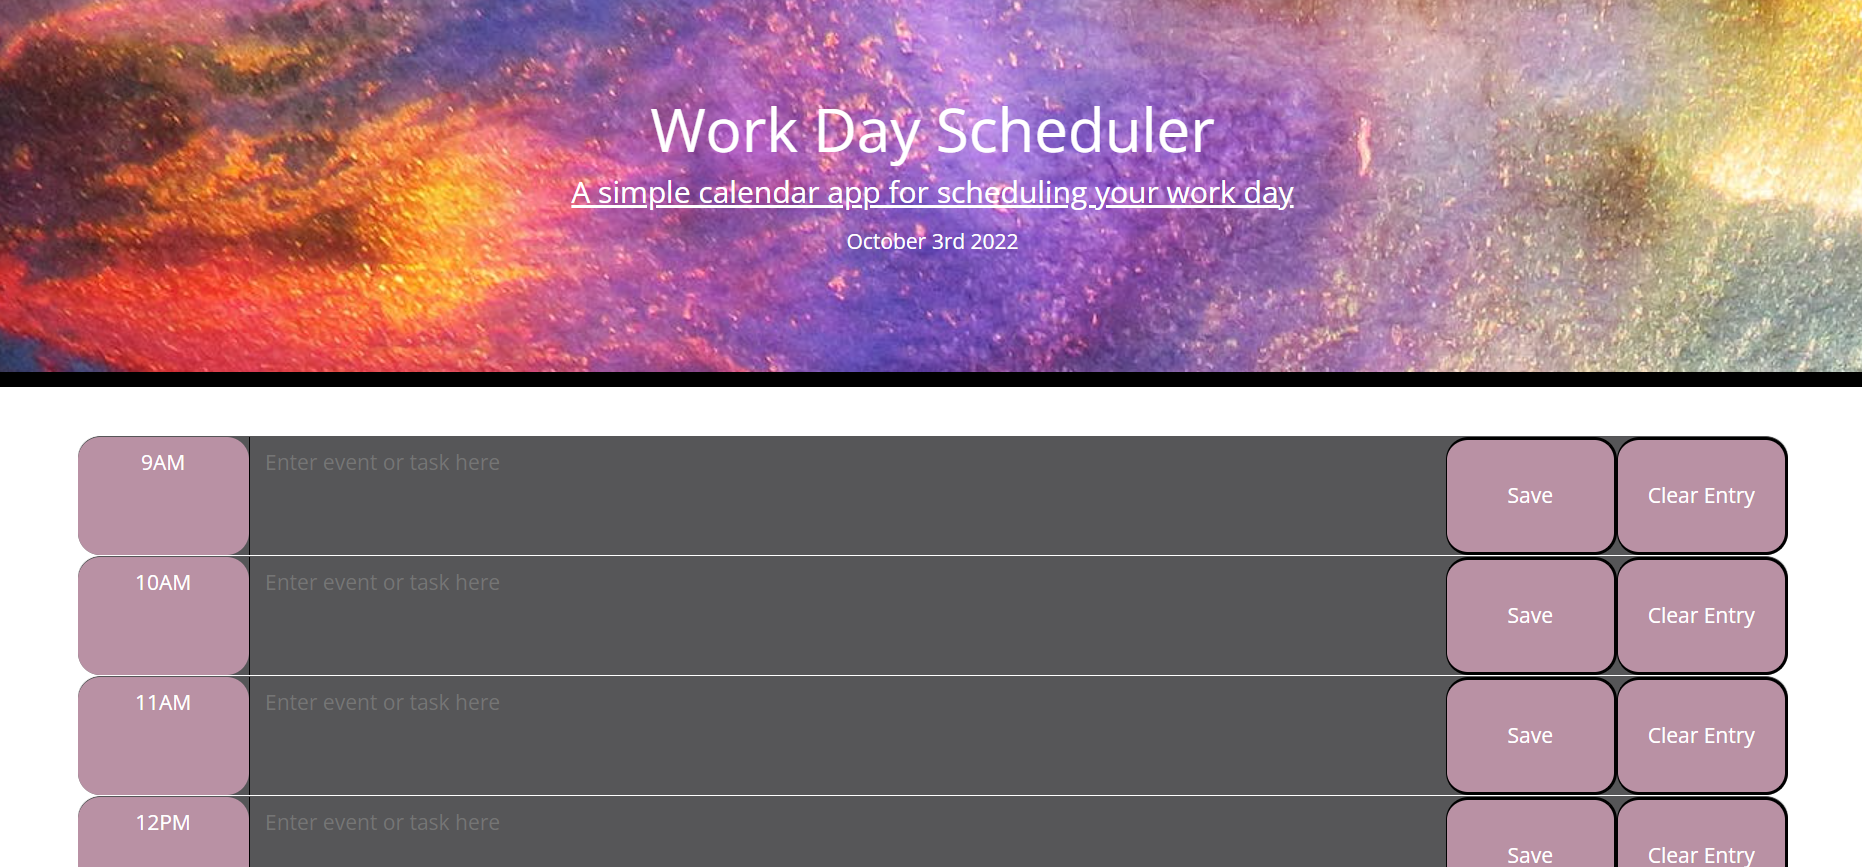 Work Day Scheduler
A simple calendar app for scheduling your work day
October 3rd 2022
9AM Enter event or task here Save Clear Entry
10AM Enter event or task here Save Clear Entry
11AM Enter event or task here Save Clear Entry
12PM Enter event or task here Save Clear Entry